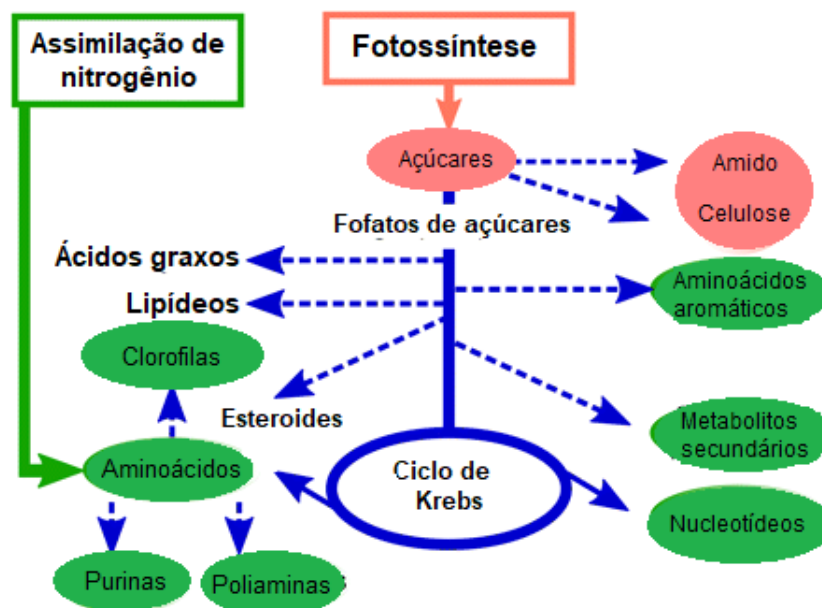 Assimilação de
nitrogênio
Fotossíntese
Açúcares
Amido
Celulose
Fofatos de açúcares
Ácidos graxos
Lipídeos
Aminoácidos
aromáticos
Clorofilas
Esteroides
Metabolitos
secundários
Aminoácidos
Ciclo de
Krebs
Nucleotídeos
Purinas
Poliaminas